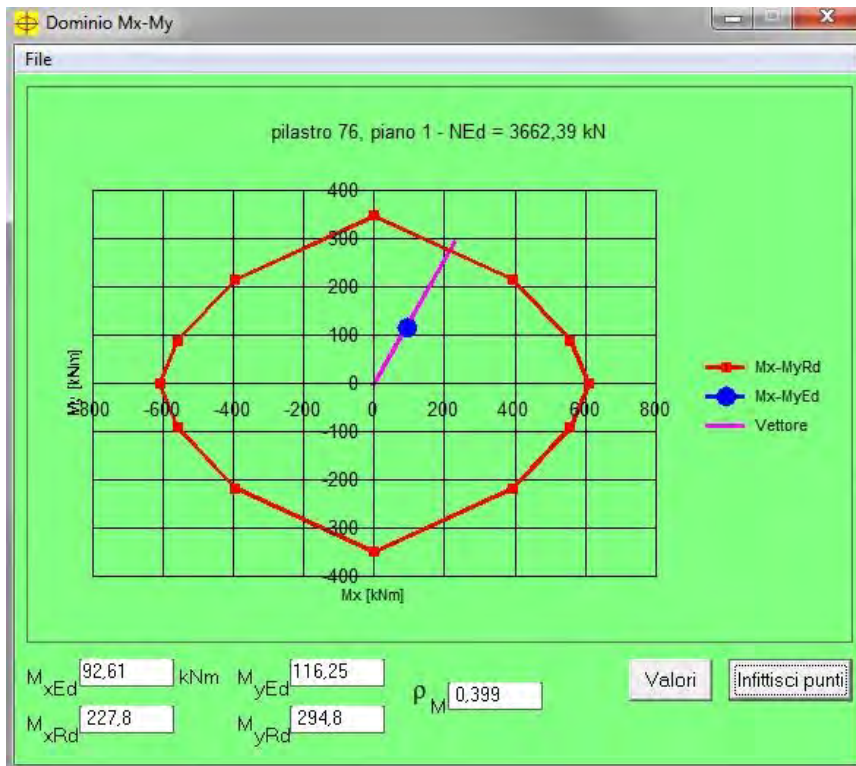 Dominio Mx-My
File
pilastro 76, piano 1 - NEd = 3662,39 kN
400
300
200
100
0
-100
-200
-300
-400
-800 -600 -400 -200 0 200 400 600 800
Mx [kNm]
Mx-MyRd
Mx-MyEd
Vettore
MxEd 92,61 kNm MyEd 116,25
ρM 0,399
Valori Infittisci punti
MxRd 227,8 MyRd 294,8